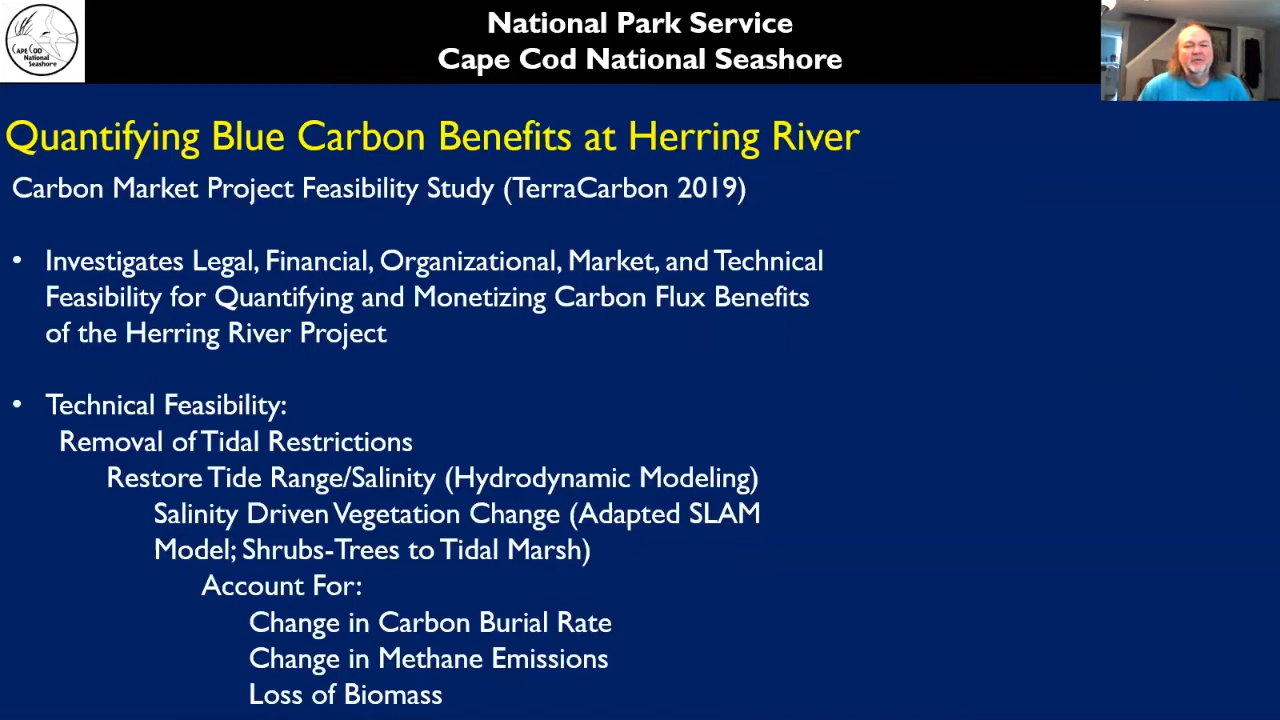 National Park Service
Cape Cod National Seashore
Cape Cod
National
Seashore
Quantifying Blue Carbon Benefits at Herring River
Carbon Market Project Feasibility Study (TerraCarbon 2019)
• Investigates Legal, Financial, Organizational, Market, and Technical
Feasibility for Quantifying and Monetizing Carbon Flux Benefits
of the Herring River Project
• Technical Feasibility:
Removal of Tidal Restrictions
Restore Tide Range/Salinity (Hydrodynamic Modeling)
Salinity Driven Vegetation Change (Adapted SLAM
Model; Shrubs-Trees to Tidal Marsh)
Account For:
Change in Carbon Burial Rate
Change in Methane Emissions
Loss of Biomass